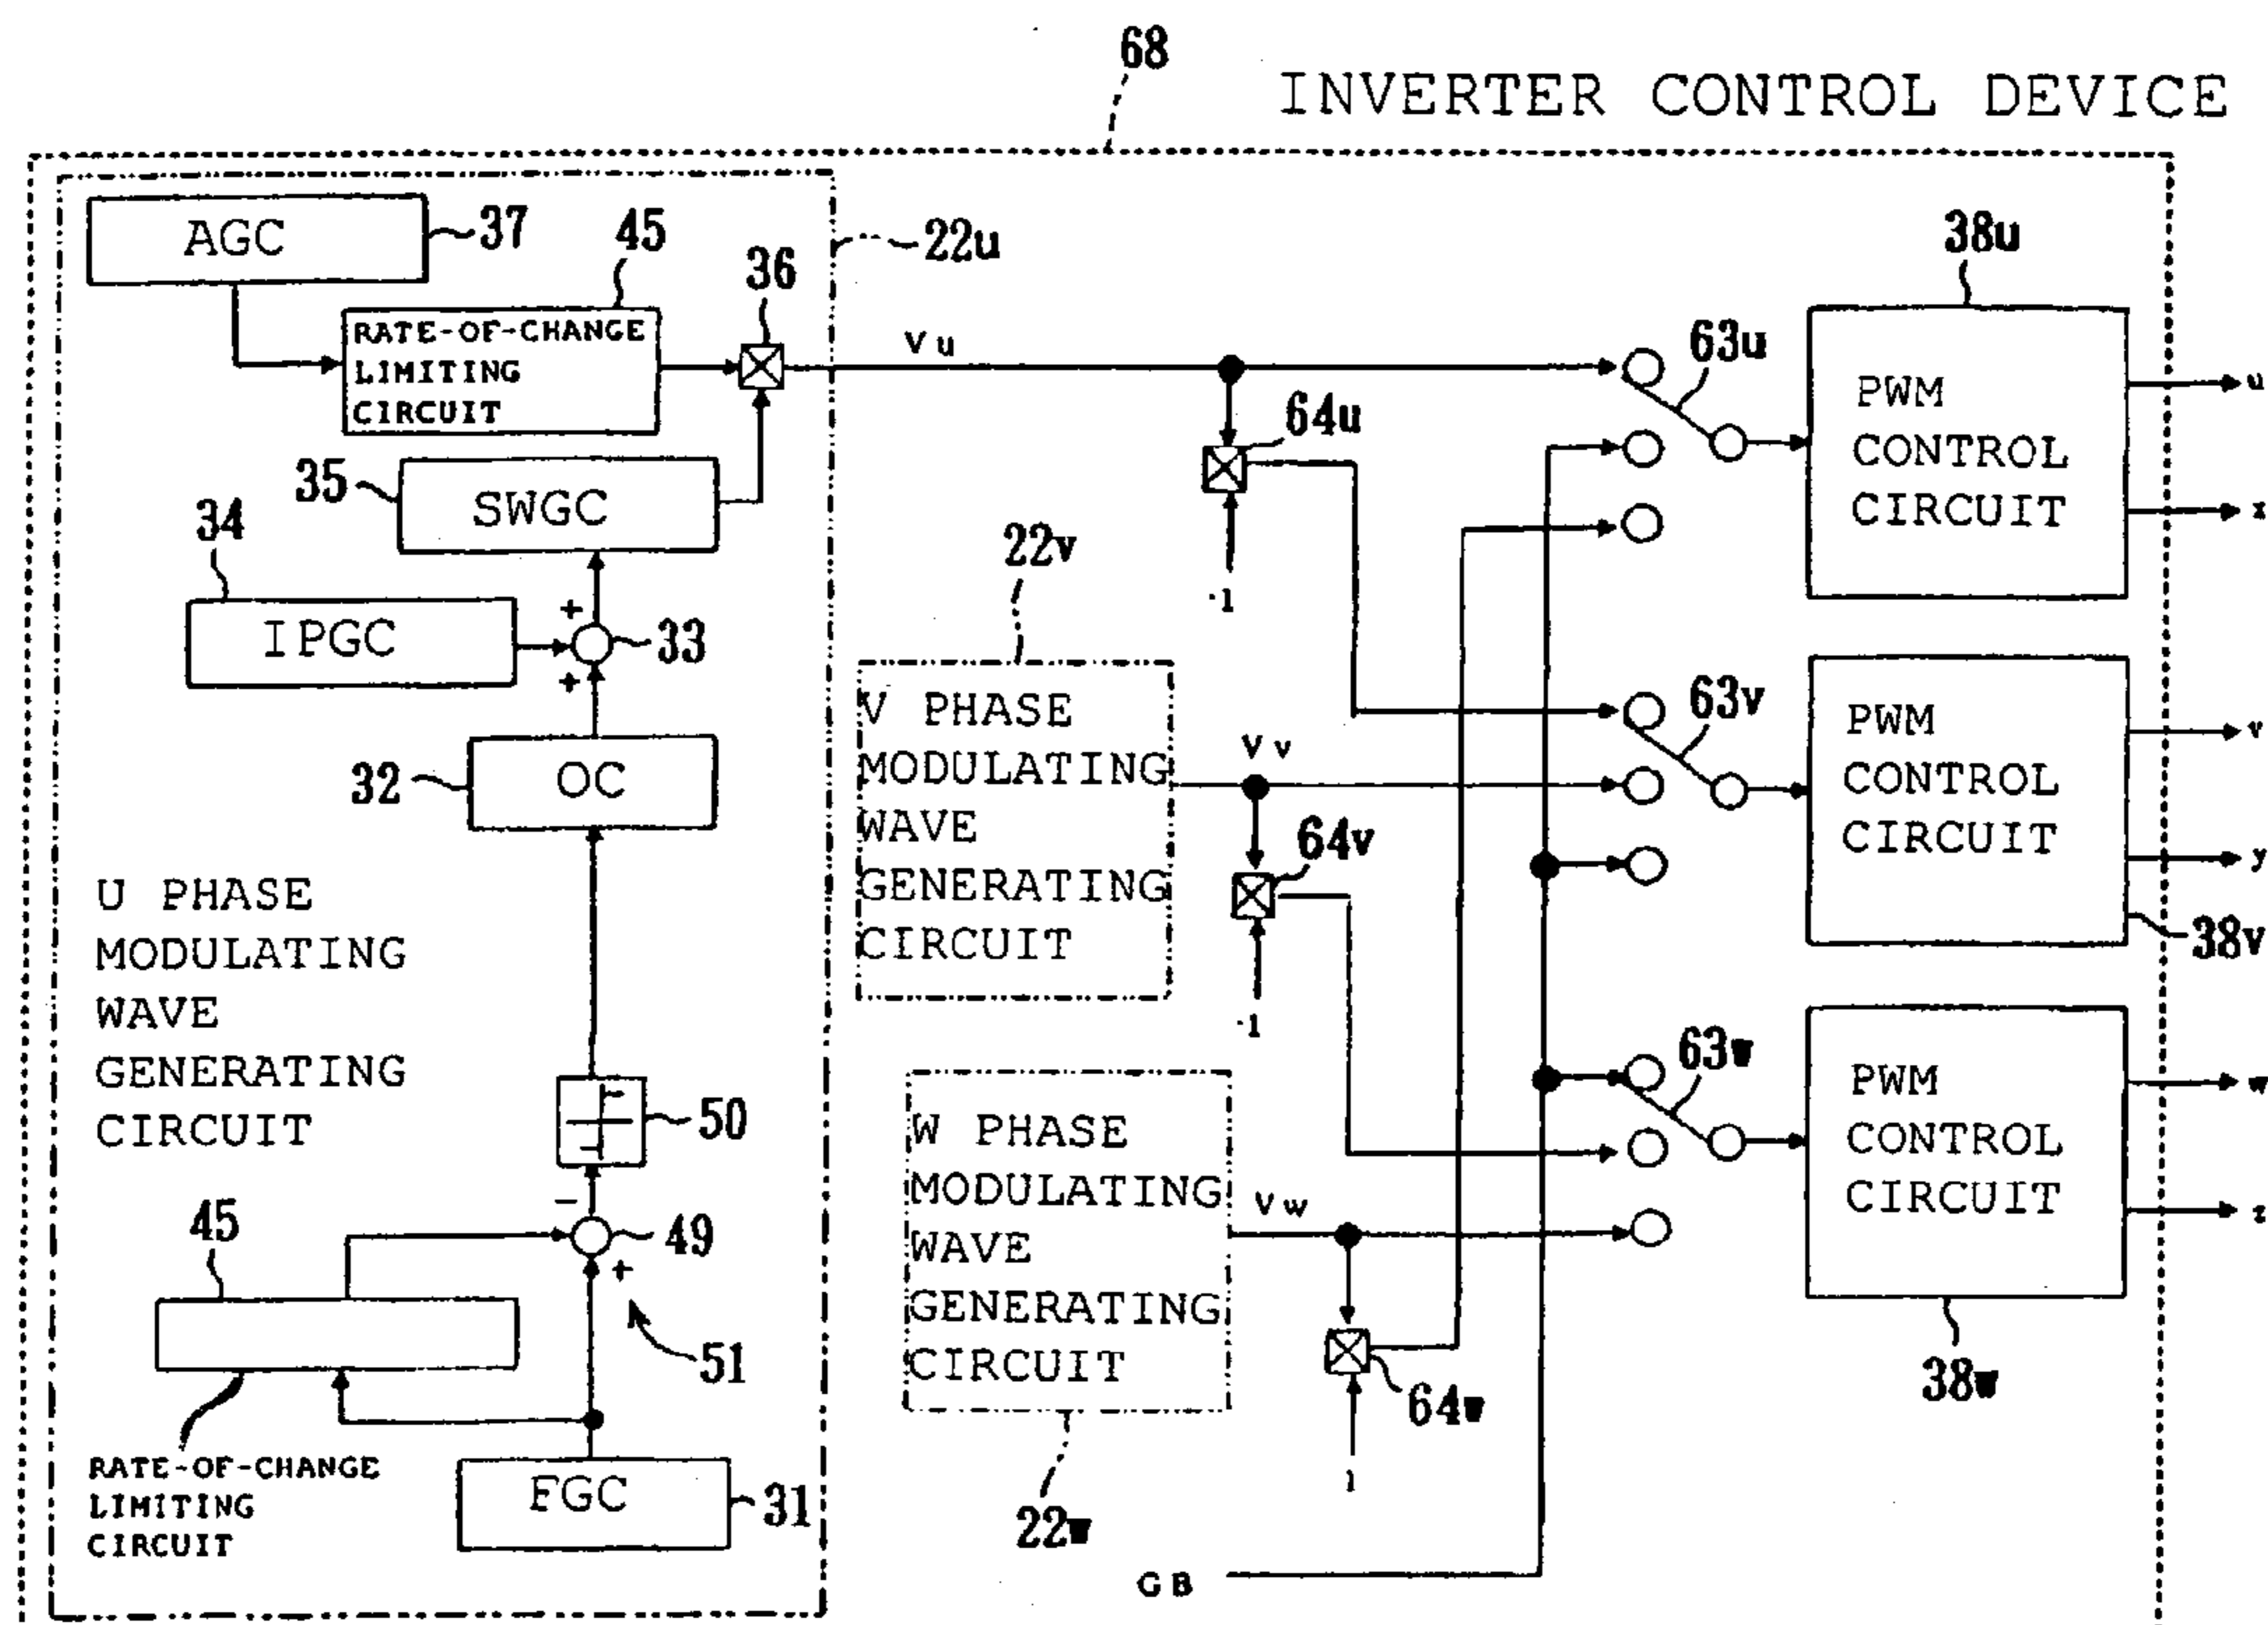 68
INVERTER CONTROL DEVICE
AGC
37
45
36
22u
38u
RATE-OF-CHANGE
LIMITING
CIRCUIT
Vu
63u
PWM
CONTROL
CIRCUIT
u
x
64u
-1
35
SWGC
34
IPGC
+
+
33
22v
V PHASE
MODULATING
WAVE
GENERATING
CIRCUIT
Vv
63v
PWM
CONTROL
CIRCUIT
v
y
38v
32
OC
64v
-1
U PHASE
MODULATING
WAVE
GENERATING
CIRCUIT
50
−
49
+
45
51
W PHASE
MODULATING
WAVE
GENERATING
CIRCUIT
Vw
63w
PWM
CONTROL
CIRCUIT
w
z
38w
64w
1
22w
RATE-OF-CHANGE
LIMITING
CIRCUIT
FGC
31
GB